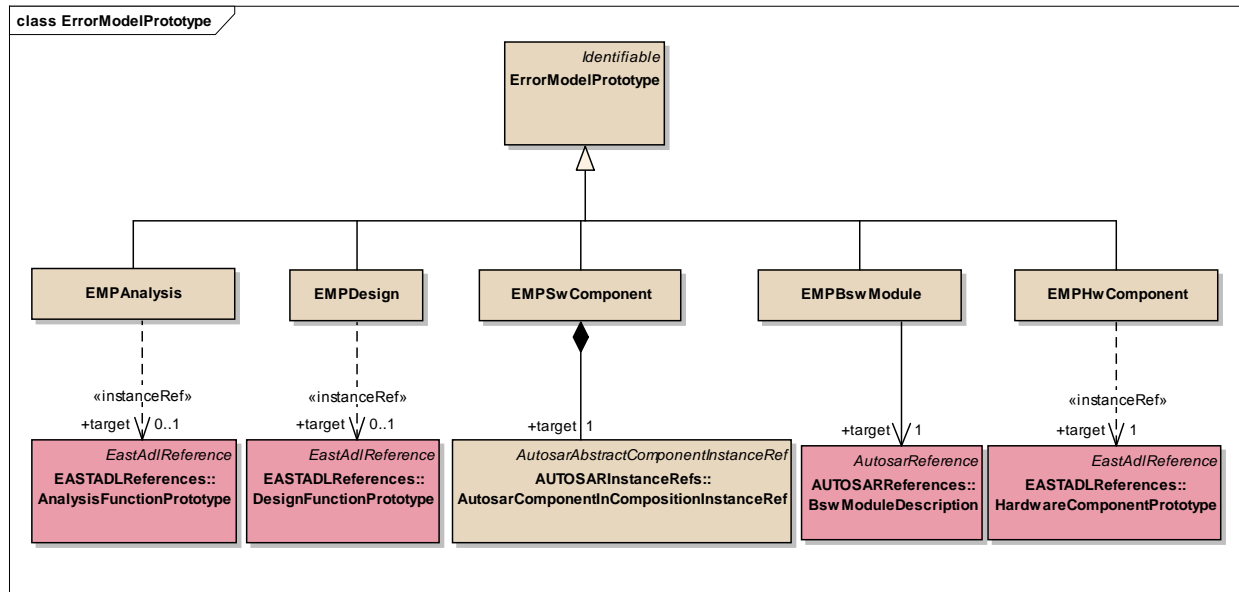 class ErrorModelPrototype
Identifiable
ErrorModelPrototype
EMPAnalysis
EMPDesign
EMPSwComponent
EMPBswModule
EMPHwComponent
«instanceRef»
«instanceRef»
«instanceRef»
+target 0..1
+target 0..1
+target 1
+target 1
+target 1
EastAdlReference
EASTADLReferences::
AnalysisFunctionPrototype
EastAdlReference
EASTADLReferences::
DesignFunctionPrototype
AutosarAbstractComponentInstanceRef
AUTOSARInstanceRefs::
AutosarComponentInCompositionInstanceRef
AutosarReference
AUTOSARReferences::
BswModuleDescription
EastAdlReference
EASTADLReferences::
HardwareComponentPrototype